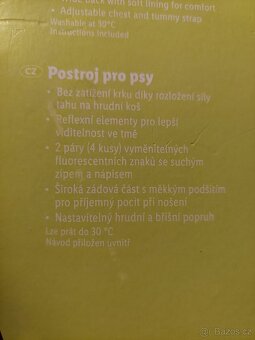 back with soft lining for comfort
• Adjustable chest and tummy strap
Washable at 30°C
Instructions included
CZ
Postroj pro psy
• Bez zatížení krku díky rozložení síly
tahu na hrudní koš
• Reflexní elementy pro lepší
viditelnost ve tmě
• 2 páry (4 kusy) vyměnitelných
fluorescentních znaků se suchým
zipem a nápisem
• Široká zádová část s měkkým podšitím
pro příjemný pocit při nošení
• Nastavitelný hrudní a břišní popruh
Lze prát do 30 °C
Návod přiložen uvnitř
Bazoš.cz